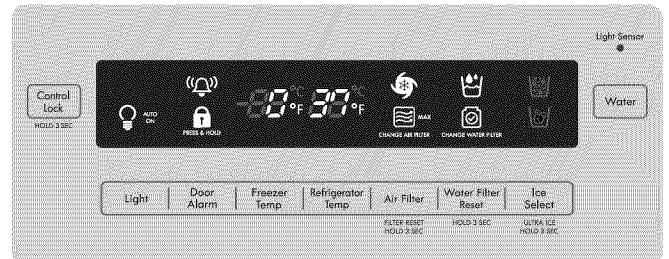 Light Sensor
Control
Lock
HOLD 3 SEC
AUTO
ON
PRESS & HOLD
0 °F
37 °F
°C
°C
MAX
CHANGE AIR FILTER
CHANGE WATER FILTER
Water
Light
Door
Alarm
Freezer
Temp
Refrigerator
Temp
Air Filter
Water Filter
Reset
Ice
Select
FILTER RESET
HOLD 3 SEC
HOLD 3 SEC
ULTRA ICE
HOLD 3 SEC